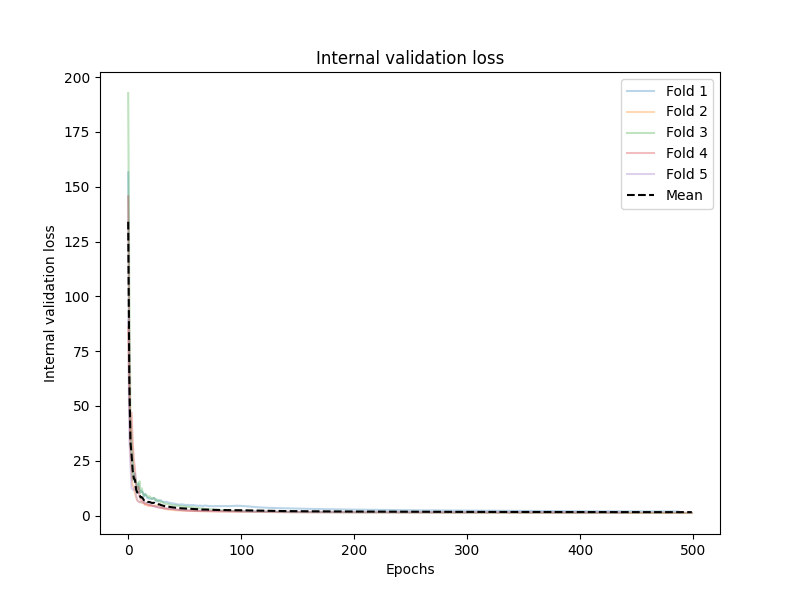 Internal validation loss
200
175
150
125
100
75
50
25
0
Internal validation loss
Fold 1
Fold 2
Fold 3
Fold 4
Fold 5
Mean
0 100 200 300 400 500
Epochs